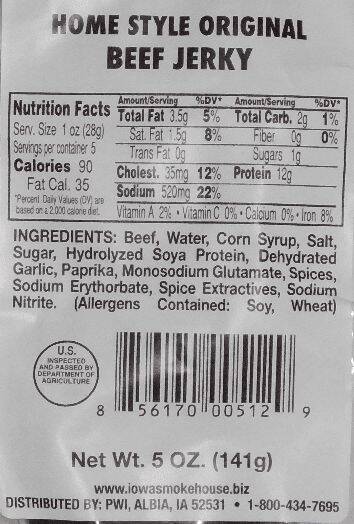 HOME STYLE ORIGINAL
BEEF JERKY
Nutrition Facts
Serv. Size 1 oz (28g)
Servings per container 5
Calories 90
Fat Cal. 35
*Percent Daily Values (DV) are
based on a 2,000 calorie diet.
Amount/Serving %DV* Amount/Serving %DV*
Total Fat 3.5g 5% Total Carb. 2g 1%
Sat. Fat 1.5g 8% Fiber 0g 0%
Trans Fat 0g Sugars 1g
Cholest. 35mg 12% Protein 12g
Sodium 520mg 22%
Vitamin A 2% • Vitamin C 0% • Calcium 0% • Iron 8%
INGREDIENTS: Beef, Water, Corn Syrup, Salt,
Sugar, Hydrolyzed Soya Protein, Dehydrated
Garlic, Paprika, Monosodium Glutamate, Spices,
Sodium Erythorbate, Spice Extractives, Sodium
Nitrite. (Allergens Contained: Soy, Wheat)
U.S.
INSPECTED
AND PASSED BY
DEPARTMENT OF
AGRICULTURE
8 56170 00512 9
Net Wt. 5 OZ. (141g)
www.iowasmokehouse.biz
DISTRIBUTED BY: PWI, ALBIA, IA 52531 • 1-800-434-7695